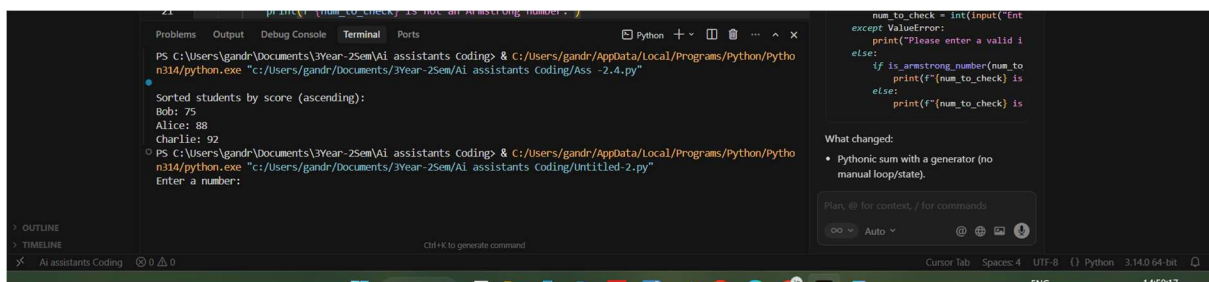 21 print(f"{num_to_check} is not an Armstrong number.")
Problems Output Debug Console Terminal Ports Python
PS C:\Users\gandr\Documents\3Year-2Sem\Ai assistants Coding> & C:/Users/gandr/AppData/Local/Programs/Python/Pytho
n314/python.exe "c:/Users/gandr/Documents/3Year-2Sem/Ai assistants Coding/Ass -2.4.py"
Sorted students by score (ascending):
Bob: 75
Alice: 88
Charlie: 92
PS C:\Users\gandr\Documents\3Year-2Sem\Ai assistants Coding> & C:/Users/gandr/AppData/Local/Programs/Python/Pytho
n314/python.exe "c:/Users/gandr/Documents/3Year-2Sem/Ai assistants Coding/Untitled-2.py"
Enter a number:
Ctrl+K to generate command
> OUTLINE
> TIMELINE
num_to_check = int(input("Ent
except ValueError:
print("Please enter a valid i
else:
if is_armstrong_number(num_to
print(f"{num_to_check} is
else:
print(f"{num_to_check} is
What changed:
• Pythonic sum with a generator (no
manual loop/state).
Plan, @ for context, / for commands
∞ Auto @
Ai assistants Coding 0 0 Cursor Tab Spaces: 4 UTF-8 {} Python 3.14.0 64-bit